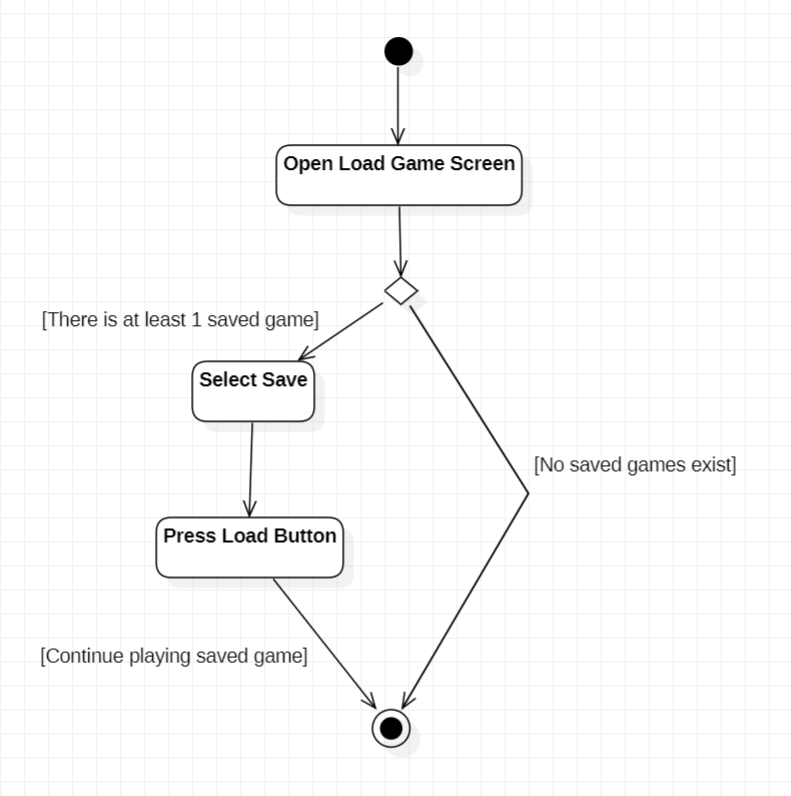 Open Load Game Screen
[There is at least 1 saved game]
Select Save
[No saved games exist]
Press Load Button
[Continue playing saved game]